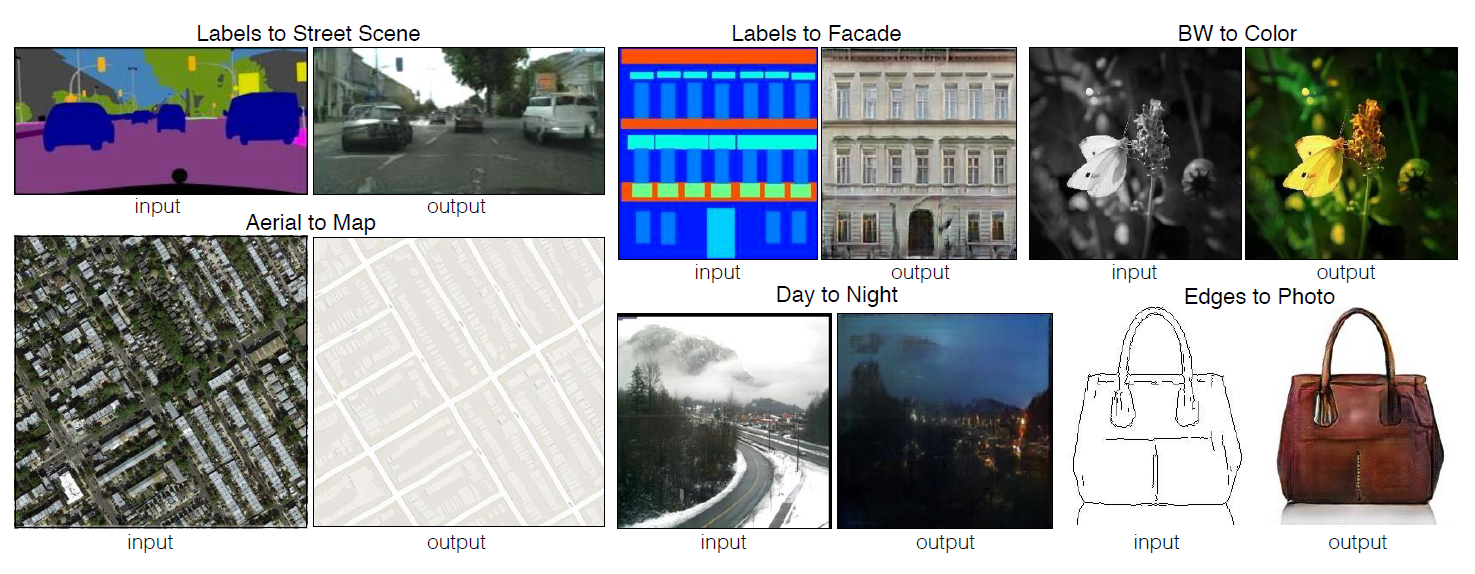 Labels to Street Scene
input
output
Aerial to Map
input
output
Labels to Facade
input
output
Day to Night
input
output
BW to Color
input
output
Edges to Photo
input
output